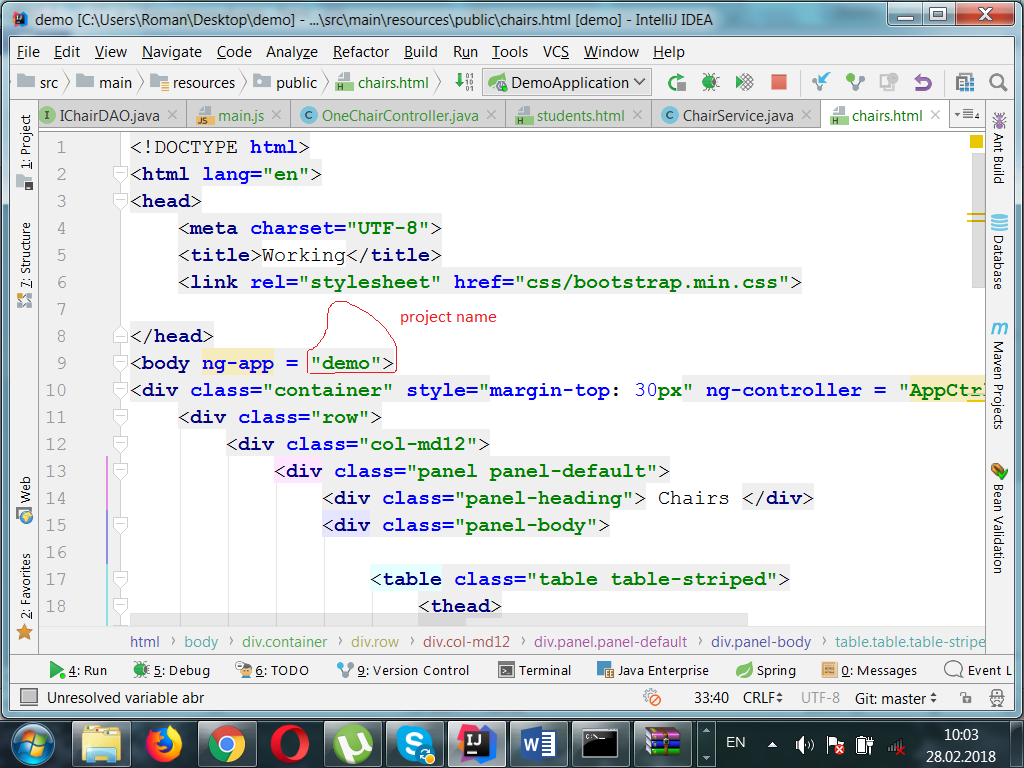 demo [C:\Users\Roman\Desktop\demo] - ...\src\main\resources\public\chairs.html [demo] - IntelliJ IDEA
File Edit View Navigate Code Analyze Refactor Build Run Tools VCS Window Help
src main resources public chairs.html DemoApplication
IChairDAO.java main.js OneChairController.java students.html ChairService.java chairs.html
1 <!DOCTYPE html>
2 <html lang="en">
3 <head>
4 <meta charset="UTF-8">
5 <title>Working</title>
6 <link rel="stylesheet" href="css/bootstrap.min.css">
7
project name
8 </head>
9 <body ng-app = "demo">
10 <div class="container" style="margin-top: 30px" ng-controller = "AppCtrl
11 <div class="row">
12 <div class="col-md12">
13 <div class="panel panel-default">
14 <div class="panel-heading"> Chairs </div>
15 <div class="panel-body">
16
17 <table class="table table-striped">
18 <thead>
1: Project
7: Structure
Web
2: Favorites
Ant Build
Database
Maven Projects
Bean Validation
html body div.container div.row div.col-md12 div.panel.panel-default div.panel-body table.table.table-stripe
4: Run 5: Debug 6: TODO 9: Version Control Terminal Java Enterprise Spring 0: Messages Event L
Unresolved variable abr 33:40 CRLF UTF-8 Git: master
EN 10:03
28.02.2018